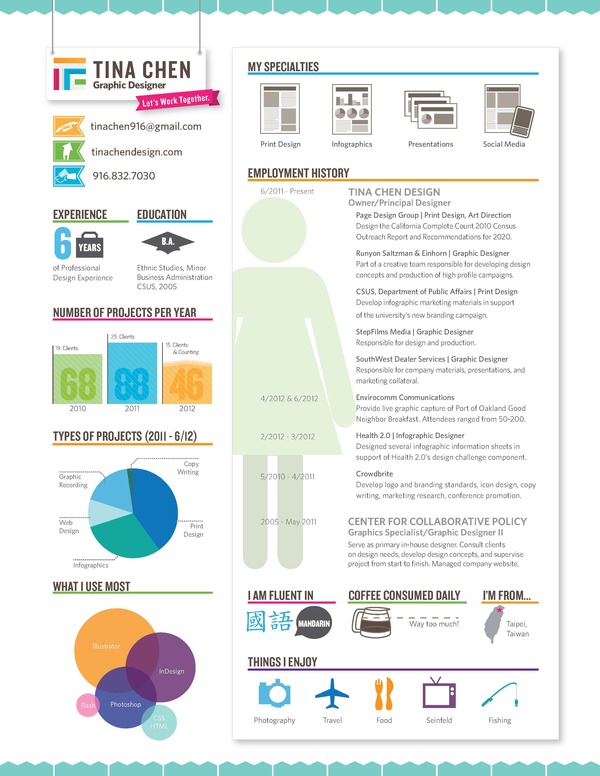 TINA CHEN
Graphic Designer
Let's Work Together.
tinachen916@gmail.com
tinachendesign.com
916.832.7030
EXPERIENCE
6 YEARS
of Professional
Design Experience
EDUCATION
B.A.
Ethnic Studies, Minor
Business Administration
CSUS, 2005
NUMBER OF PROJECTS PER YEAR
19 Clients
68
2010
25 Clients
88
2011
15 Clients
& Counting
46
2012
TYPES OF PROJECTS (2011 - 6/12)
Copy
Writing
Graphic
Recording
Web
Design
Print
Design
Infographics
WHAT I USE MOST
Illustrator
InDesign
Photoshop
Flash
CSS
HTML
MY SPECIALTIES
Print Design
Infographics
Presentations
Social Media
EMPLOYMENT HISTORY
6/2011 - Present
TINA CHEN DESIGN
Owner/Principal Designer
Page Design Group | Print Design, Art Direction
Design the California Complete Count 2010 Census
Outreach Report and Recommendations for 2020.
Runyon Saltzman & Einhorn | Graphic Designer
Part of a creative team responsible for developing design
concepts and production of high profile campaigns.
CSUS, Department of Public Affairs | Print Design
Develop infographic marketing materials in support
of the university's new branding campaign.
StepFilms Media | Graphic Designer
Responsible for design and production.
SouthWest Dealer Services | Graphic Designer
Responsible for company materials, presentations, and
marketing collateral.
4/2012 & 6/2012
Envirocomm Communications
Provide live graphic capture of Port of Oakland Good
Neighbor Breakfast. Attendees ranged from 50-200.
2/2012 - 3/2012
Health 2.0 | Infographic Designer
Designed several infographic information sheets in
support of Health 2.0's design challenge component.
5/2010 - 4/2011
Crowdbrite
Develop logo and branding standards, icon design, copy
writing, marketing research, conference promotion.
2005 - May 2011
CENTER FOR COLLABORATIVE POLICY
Graphics Specialist/Graphic Designer II
Serve as primary in-house designer. Consult clients
on design needs, develop design concepts, and supervise
project from start to finish. Managed company website.
I AM FLUENT IN
國語
MANDARIN
COFFEE CONSUMED DAILY
Way too much!
I'M FROM...
Taipei,
Taiwan
THINGS I ENJOY
Photography
Travel
Food
Seinfeld
Fishing